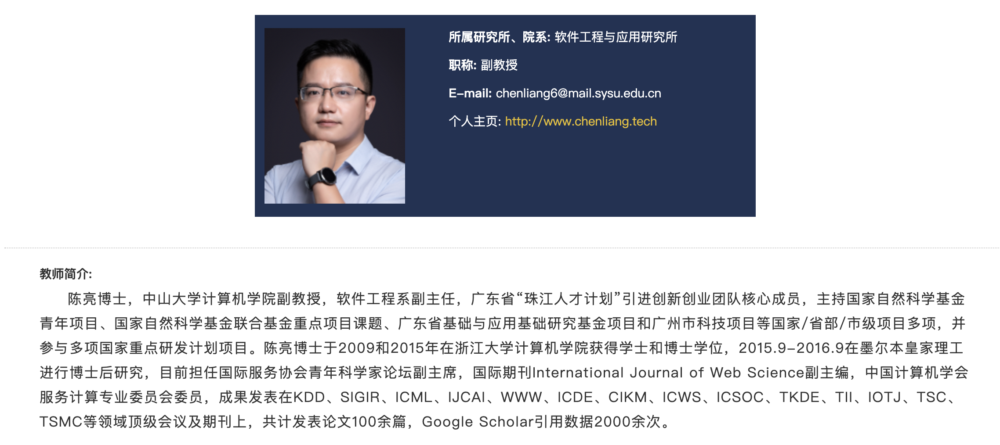 所属研究所、院系: 软件工程与应用研究所
职称: 副教授
E-mail: chenliang6@mail.sysu.edu.cn
个人主页: http://www.chenliang.tech
教师简介:
陈亮博士，中山大学计算机学院副教授，软件工程系副主任，广东省“珠江人才计划”引进创新创业团队核心成员，主持国家自然科学基金
青年项目、国家自然科学基金联合基金重点项目课题、广东省基础与应用基础研究基金项目和广州市科技项目等国家/省部/市级项目多项，并
参与多项国家重点研发计划项目。陈亮博士于2009和2015年在浙江大学计算机学院获得学士和博士学位，2015.9-2016.9在墨尔本皇家理工
进行博士后研究，目前担任国际服务协会青年科学家论坛副主席，国际期刊International Journal of Web Science副主编，中国计算机学会
服务计算专业委员会委员，成果发表在KDD、SIGIR、ICML、IJCAI、WWW、ICDE、CIKM、ICWS、ICSOC、TKDE、TII、IOTJ、TSC、
TSMC等领域顶级会议及期刊上，共计发表论文100余篇，Google Scholar引用数据2000余次。